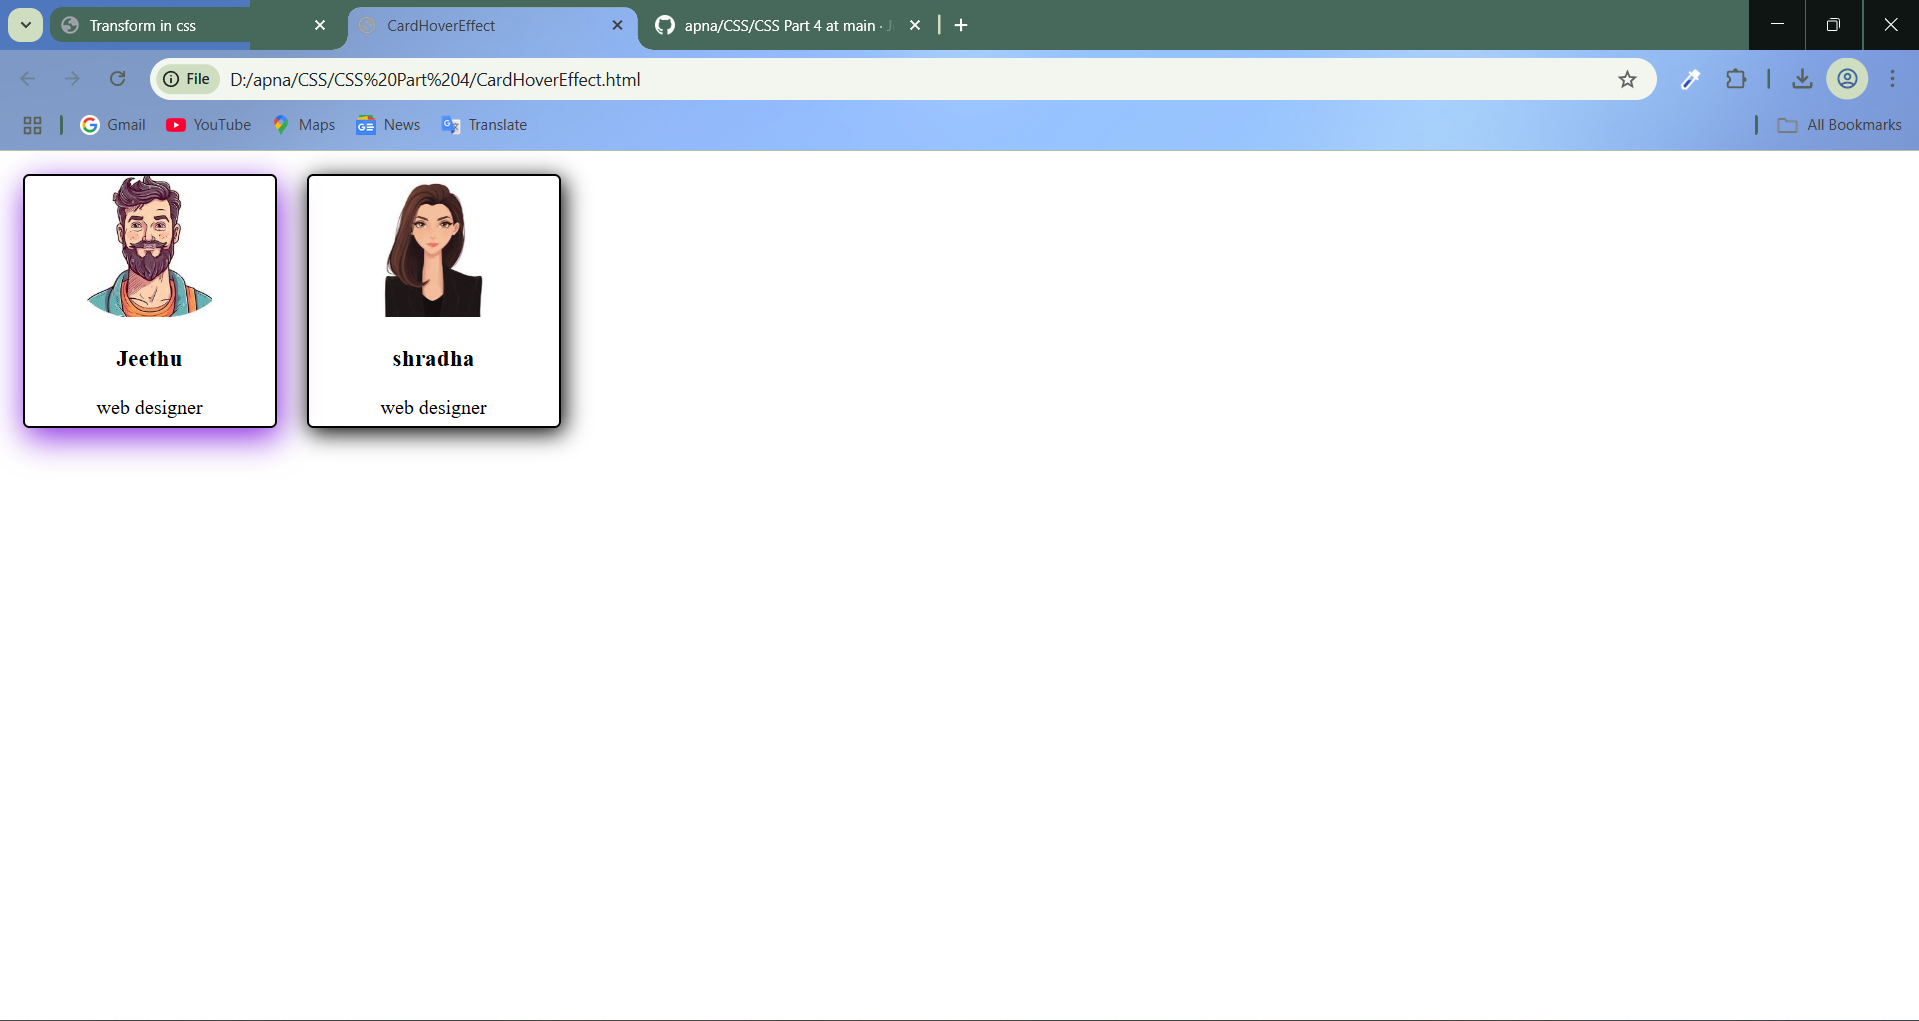 Transform in css
CardHoverEffect
apna/CSS/CSS Part 4 at main ·
File
D:/apna/CSS/CSS%20Part%204/CardHoverEffect.html
Gmail
YouTube
Maps
News
Translate
All Bookmarks
Jeethu
shradha
web designer
web designer